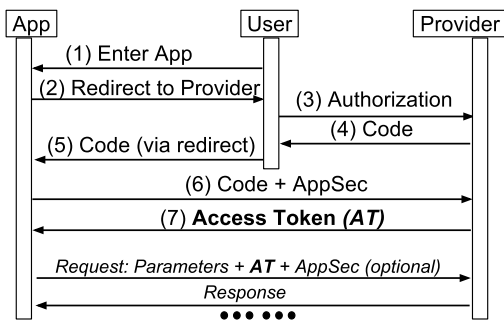 App
User
Provider
(1) Enter App
(2) Redirect to Provider
(3) Authorization
(4) Code
(5) Code (via redirect)
(6) Code + AppSec
(7) Access Token (AT)
Request: Parameters + AT + AppSec (optional)
Response